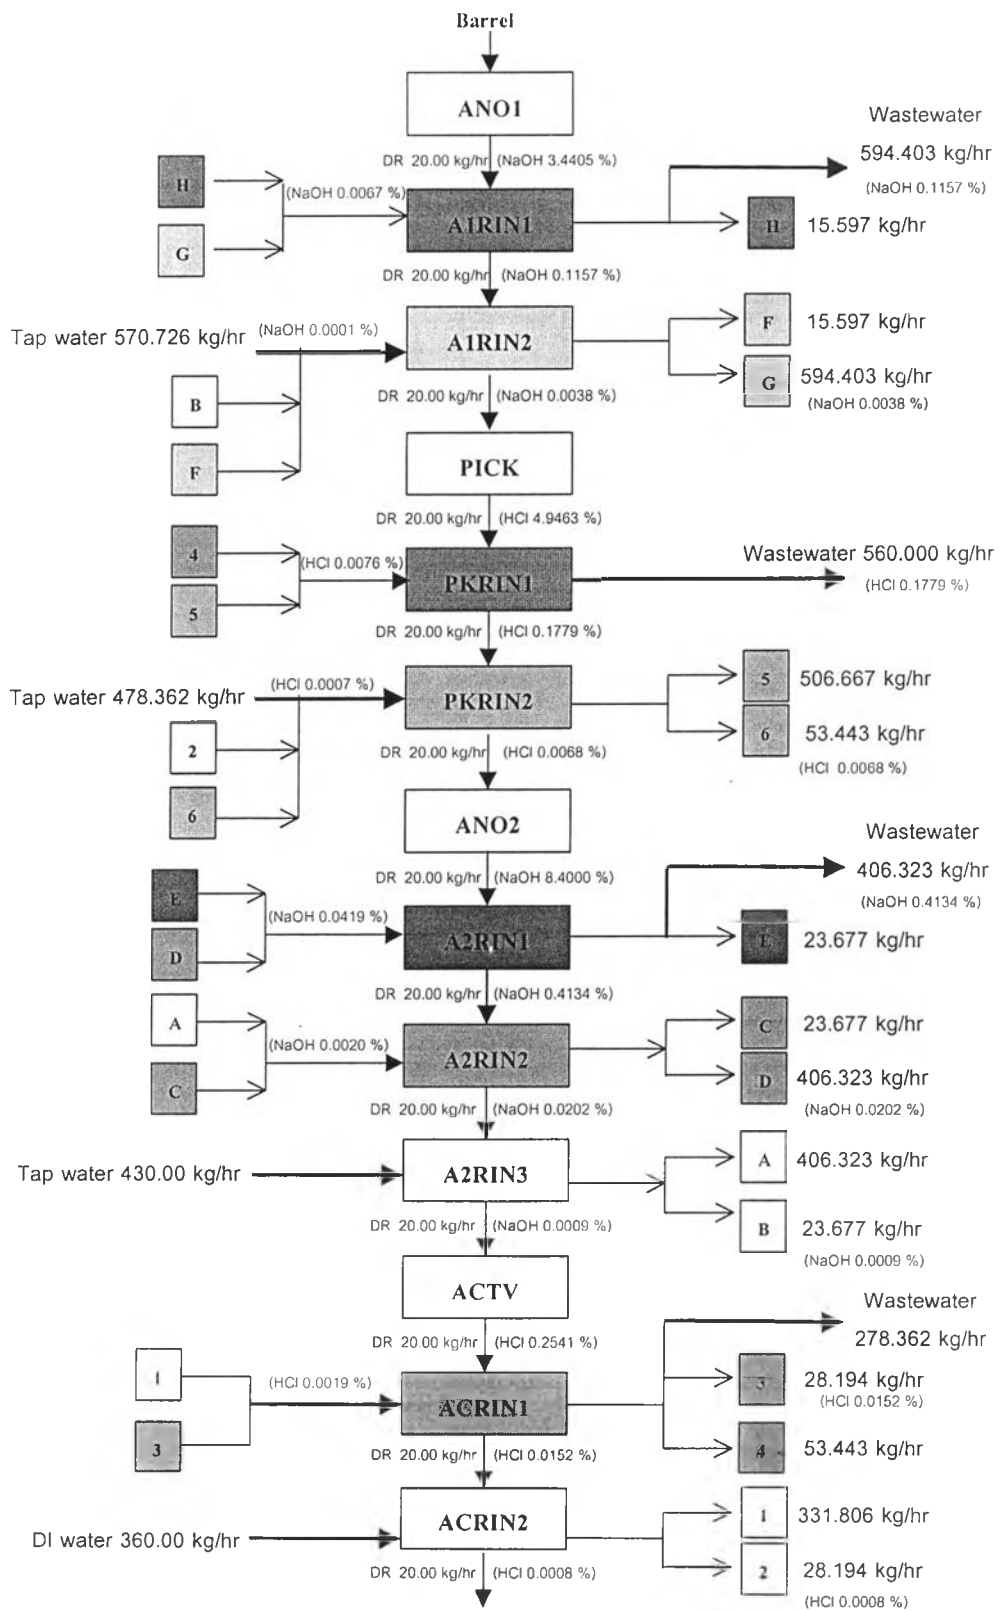 Barrel
ANO1
Wastewater
594.403 kg/hr
(NaOH 0.1157 %)
DR 20.00 kg/hr (NaOH 3.4405 %)
H
(NaOH 0.0067 %)
A1RIN1
H 15.597 kg/hr
G
DR 20.00 kg/hr (NaOH 0.1157 %)
F 15.597 kg/hr
Tap water 570.726 kg/hr (NaOH 0.0001 %)
A1RIN2
G 594.403 kg/hr
(NaOH 0.0038 %)
B
DR 20.00 kg/hr (NaOH 0.0038 %)
F
PICK
DR 20.00 kg/hr (HCl 4.9463 %)
4
(HCl 0.0076 %)
PKRIN1
Wastewater 560.000 kg/hr
(HCl 0.1779 %)
5
DR 20.00 kg/hr (HCl 0.1779 %)
Tap water 478.362 kg/hr (HCl 0.0007 %)
PKRIN2
5 506.667 kg/hr
6 53.443 kg/hr
(HCl 0.0068 %)
2
DR 20.00 kg/hr (HCl 0.0068 %)
6
ANO2
Wastewater
406.323 kg/hr
(NaOH 0.4134 %)
DR 20.00 kg/hr (NaOH 8.4000 %)
E
(NaOH 0.0419 %)
A2RIN1
E 23.677 kg/hr
D
DR 20.00 kg/hr (NaOH 0.4134 %)
A
C 23.677 kg/hr
(NaOH 0.0020 %)
A2RIN2
D 406.323 kg/hr
(NaOH 0.0202 %)
C
DR 20.00 kg/hr (NaOH 0.0202 %)
Tap water 430.00 kg/hr
A2RIN3
A 406.323 kg/hr
B 23.677 kg/hr
(NaOH 0.0009 %)
DR 20.00 kg/hr (NaOH 0.0009 %)
ACTV
Wastewater
278.362 kg/hr
DR 20.00 kg/hr (HCl 0.2541 %)
1
(HCl 0.0019 %)
ACRIN1
3 28.194 kg/hr
(HCl 0.0152 %)
3
4 53.443 kg/hr
DR 20.00 kg/hr (HCl 0.0152 %)
DI water 360.00 kg/hr
ACRIN2
1 331.806 kg/hr
2 28.194 kg/hr
(HCl 0.0008 %)
DR 20.00 kg/hr (HCl 0.0008 %)